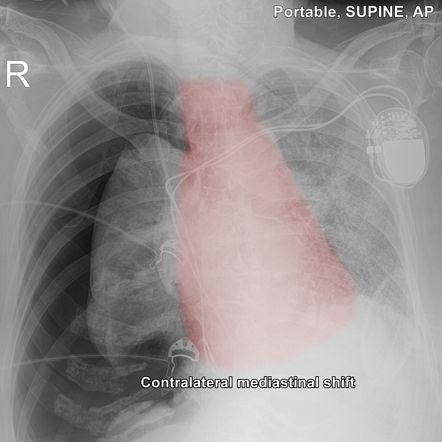 Portable, SUPINE, AP
R
Contralateral mediastinal shift